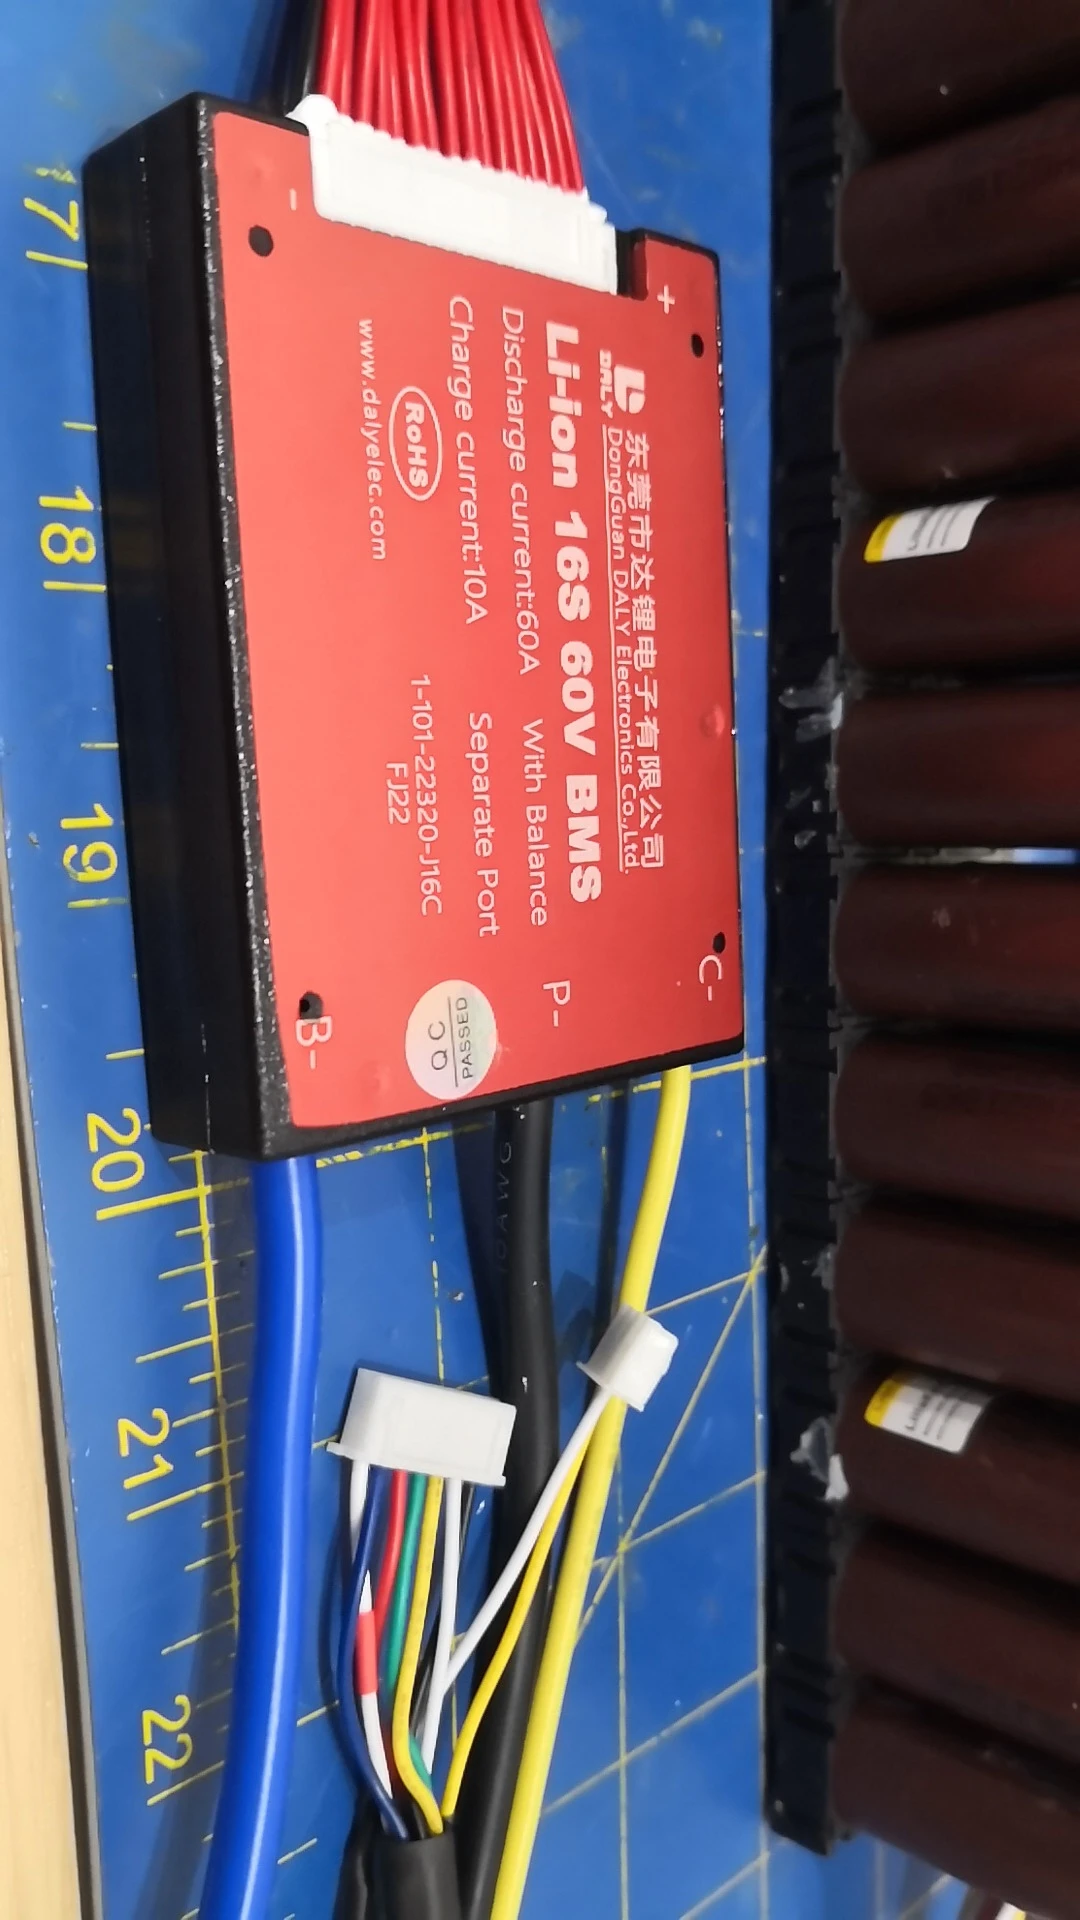 - +
东莞市达锂电子有限公司
DALY DongGuan DALY Electronics Co.,Ltd.
Li-ion 16S 60V BMS
Discharge current:60A With Balance
Charge current:10A Separate Port
RoHS
1-101-22320-J16C
www.dalyelec.com
FJ22
QC
PASSED
B- P- C-
17 18 19 20 21 22